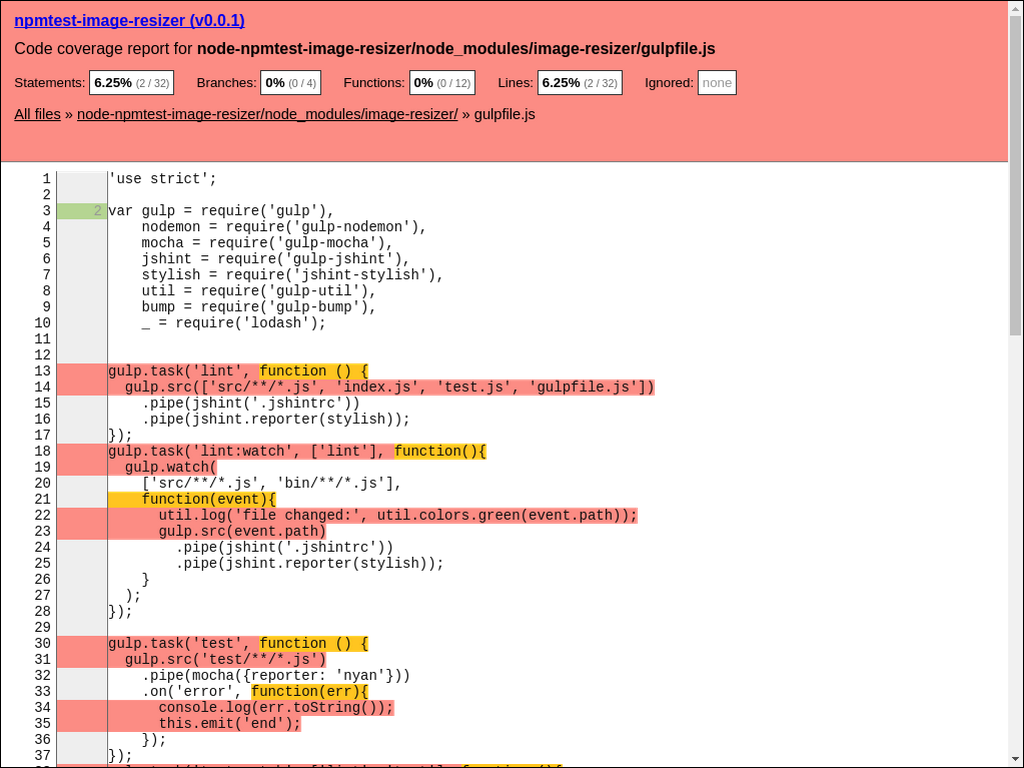 npmtest-image-resizer (v0.0.1)
Code coverage report for node-npmtest-image-resizer/node_modules/image-resizer/gulpfile.js
Statements: 6.25% (2 / 32) Branches: 0% (0 / 4) Functions: 0% (0 / 12) Lines: 6.25% (2 / 32) Ignored: none
All files » node-npmtest-image-resizer/node_modules/image-resizer/ » gulpfile.js
1 'use strict';
2
3 2 var gulp = require('gulp'),
4 nodemon = require('gulp-nodemon'),
5 mocha = require('gulp-mocha'),
6 jshint = require('gulp-jshint'),
7 stylish = require('jshint-stylish'),
8 util = require('gulp-util'),
9 bump = require('gulp-bump'),
10 _ = require('lodash');
11
12
13 gulp.task('lint', function () {
14 gulp.src(['src/**/*.js', 'index.js', 'test.js', 'gulpfile.js'])
15 .pipe(jshint('.jshintrc'))
16 .pipe(jshint.reporter(stylish));
17 });
18 gulp.task('lint:watch', ['lint'], function(){
19 gulp.watch(
20 ['src/**/*.js', 'bin/**/*.js'],
21 function(event){
22 util.log('file changed:', util.colors.green(event.path));
23 gulp.src(event.path)
24 .pipe(jshint('.jshintrc'))
25 .pipe(jshint.reporter(stylish));
26 }
27 );
28 });
29
30 gulp.task('test', function () {
31 gulp.src('test/**/*.js')
32 .pipe(mocha({reporter: 'nyan'}))
33 .on('error', function(err){
34 console.log(err.toString());
35 this.emit('end');
36 });
37 });